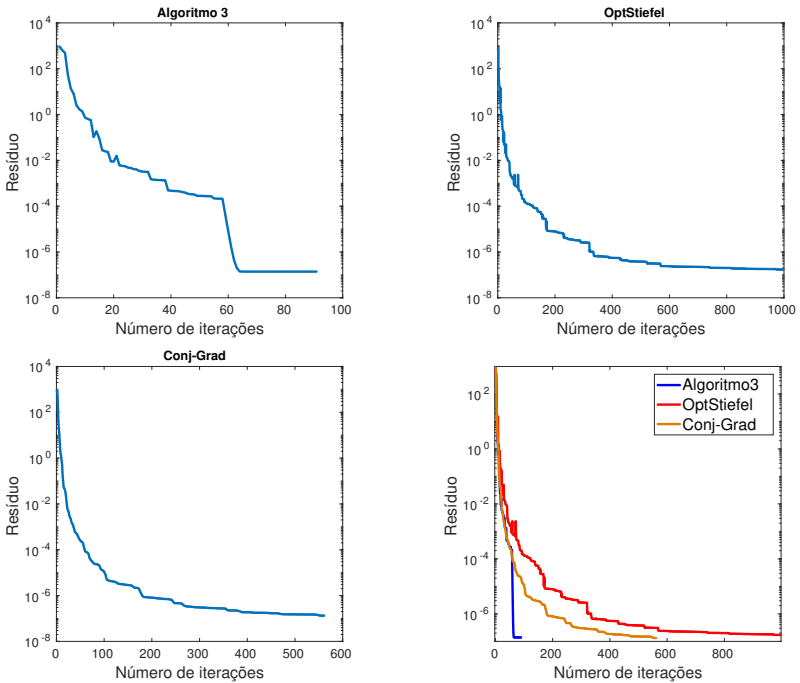 Algoritmo 3
10^4
10^2
10^0
10^-2
10^-4
10^-6
10^-8
Resíduo
0 20 40 60 80 100
Número de iterações
OptStiefel
10^4
10^2
10^0
10^-2
10^-4
10^-6
10^-8
Resíduo
0 200 400 600 800 1000
Número de iterações
Conj-Grad
10^4
10^2
10^0
10^-2
10^-4
10^-6
10^-8
Resíduo
0 100 200 300 400 500 600
Número de iterações
Algoritmo3
OptStiefel
Conj-Grad
10^2
10^0
10^-2
10^-4
10^-6
Resíduo
0 200 400 600 800 1000
Número de iterações